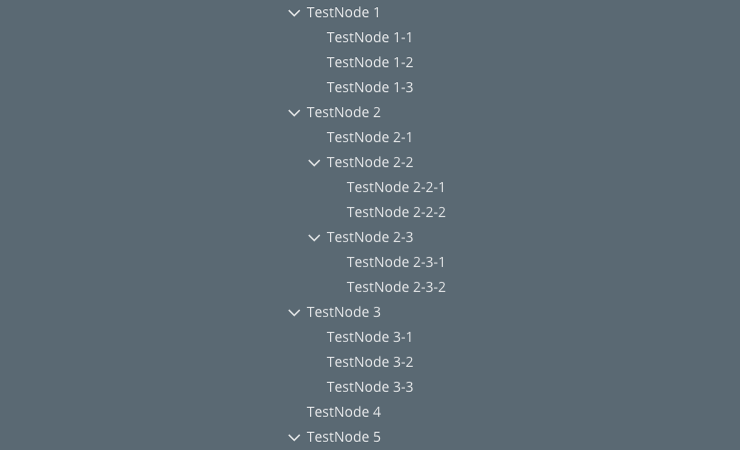 TestNode 1
TestNode 1-1
TestNode 1-2
TestNode 1-3
TestNode 2
TestNode 2-1
TestNode 2-2
TestNode 2-2-1
TestNode 2-2-2
TestNode 2-3
TestNode 2-3-1
TestNode 2-3-2
TestNode 3
TestNode 3-1
TestNode 3-2
TestNode 3-3
TestNode 4
TestNode 5